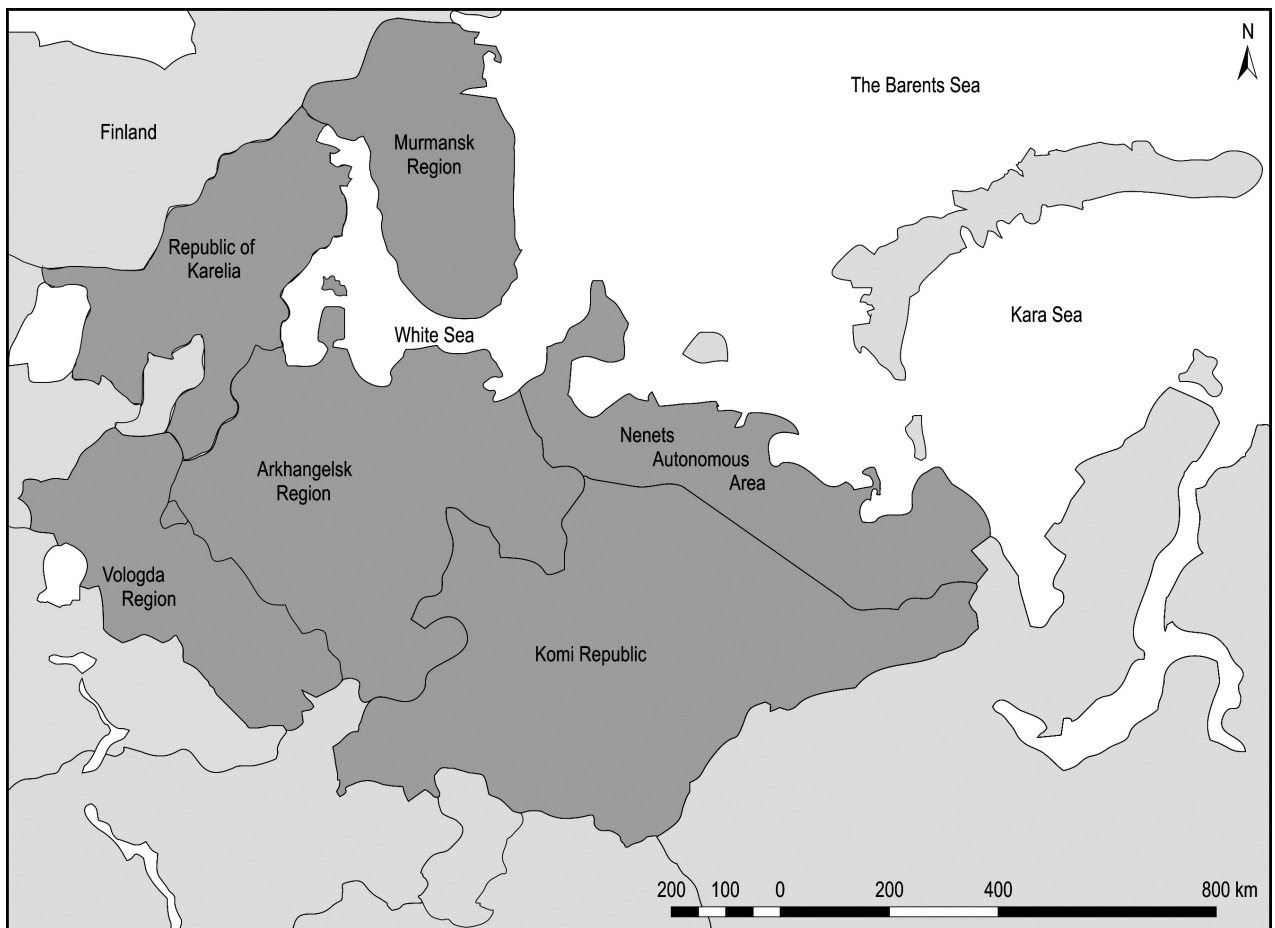 N
The Barents Sea
Finland
Murmansk
Region
Republic of
Karelia
Kara Sea
White Sea
Nenets
Autonomous
Area
Arkhangelsk
Region
Vologda
Region
Komi Republic
200 100 0 200 400 800 km